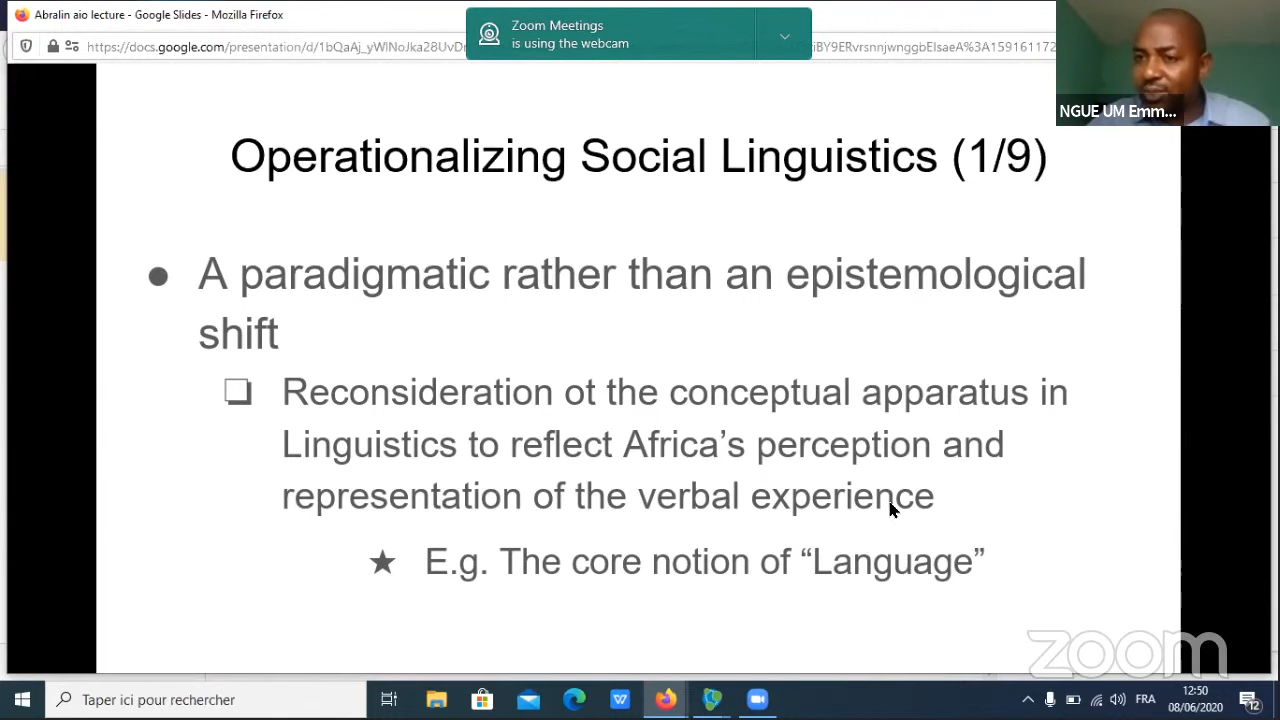 Abralin aio lecture - Google Slides - Mozilla Firefox
Zoom Meetings
is using the webcam
https://docs.google.com/presentation/d/1bQaAj_yWlNoJka28UvD
iBY9ERvrsnnjwnggbElsaeA%3A159161172
NGUE UM Emm...
Operationalizing Social Linguistics (1/9)
● A paradigmatic rather than an epistemological
shift
❏ Reconsideration ot the conceptual apparatus in
Linguistics to reflect Africa’s perception and
representation of the verbal experience
★ E.g. The core notion of “Language”
zoom
Taper ici pour rechercher
FRA
12:50
08/06/2020
12